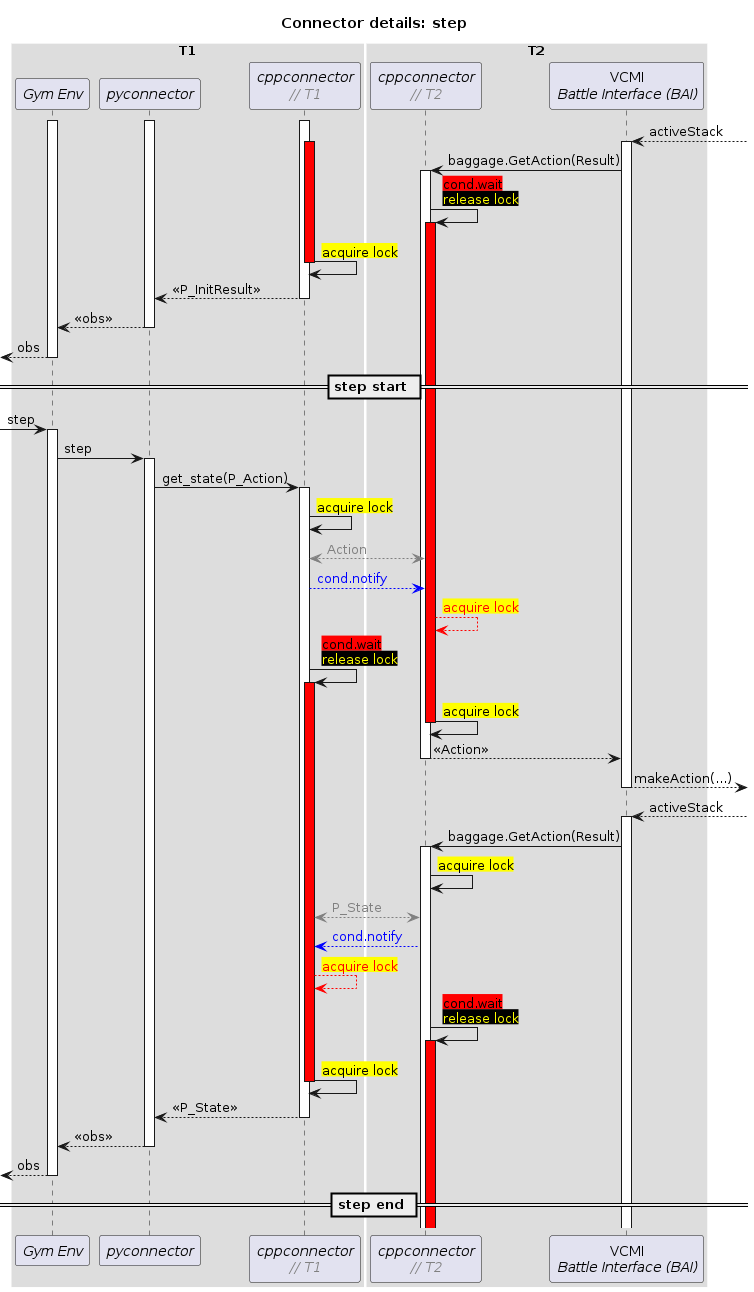 Connector details: step
T1
T2
Gym Env
pyconnector
cppconnector
// T1
cppconnector
// T2
VCMI
Battle Interface (BAI)
activeStack
baggage.GetAction(Result)
cond.wait
release lock
acquire lock
«P_InitResult»
«obs»
obs
step start
step
step
get_state(P_Action)
acquire lock
Action
cond.notify
acquire lock
cond.wait
release lock
acquire lock
«Action»
makeAction(...)
activeStack
baggage.GetAction(Result)
acquire lock
P_State
cond.notify
acquire lock
cond.wait
release lock
acquire lock
«P_State»
«obs»
obs
step end
Gym Env
pyconnector
cppconnector
// T1
cppconnector
// T2
VCMI
Battle Interface (BAI)